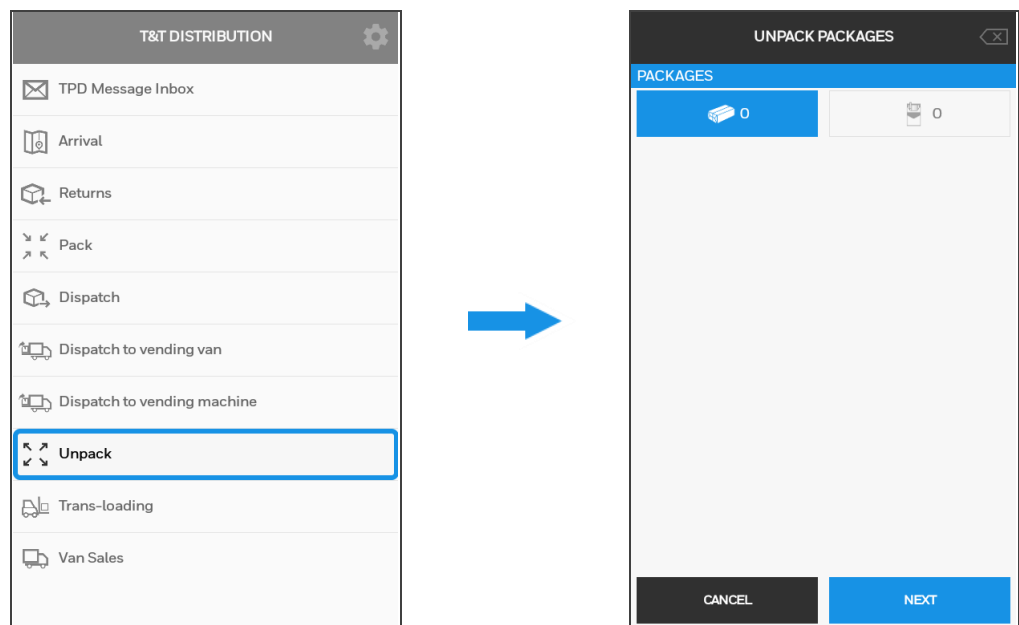 T&T DISTRIBUTION
TPD Message Inbox
Arrival
Returns
Pack
Dispatch
Dispatch to vending van
Dispatch to vending machine
Unpack
Trans-loading
Van Sales
UNPACK PACKAGES
PACKAGES
0
0
CANCEL
NEXT